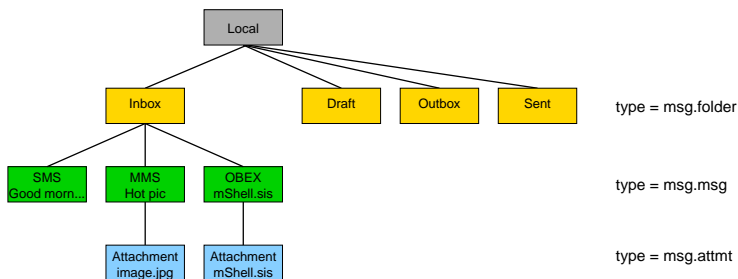 Local
Inbox
Draft
Outbox
Sent
type = msg.folder
SMS
Good morn...
MMS
Hot pic
OBEX
mShell.sis
type = msg.msg
Attachment
image.jpg
Attachment
mShell.sis
type = msg.attmt